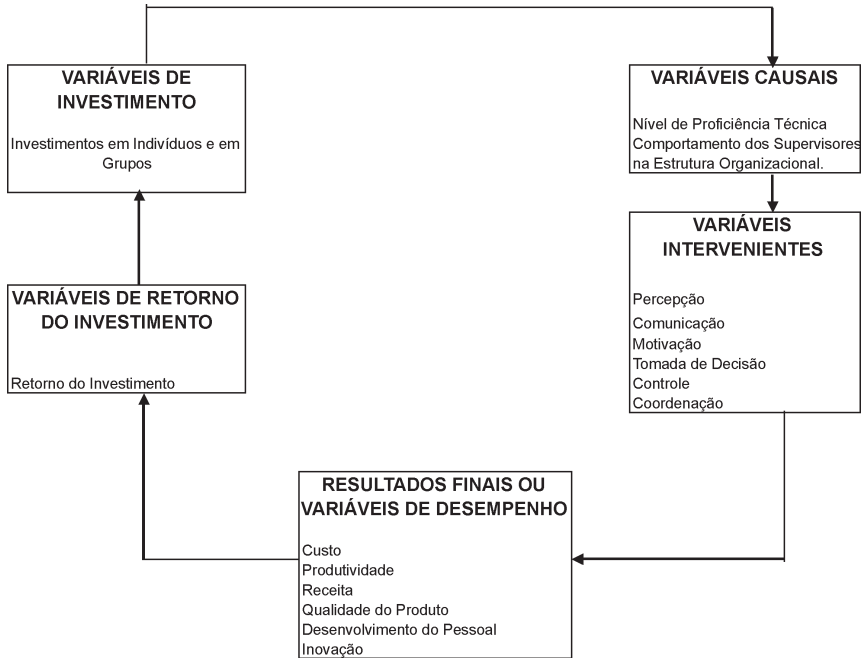 VARIÁVEIS DE
INVESTIMENTO
Investimentos em Indivíduos e em
Grupos
VARIÁVEIS CAUSAIS
Nível de Proficiência Técnica
Comportamento dos Supervisores
na Estrutura Organizacional.
VARIÁVEIS
INTERVENIENTES
Percepção
Comunicação
Motivação
Tomada de Decisão
Controle
Coordenação
VARIÁVEIS DE RETORNO
DO INVESTIMENTO
Retorno do Investimento
RESULTADOS FINAIS OU
VARIÁVEIS DE DESEMPENHO
Custo
Produtividade
Receita
Qualidade do Produto
Desenvolvimento do Pessoal
Inovação